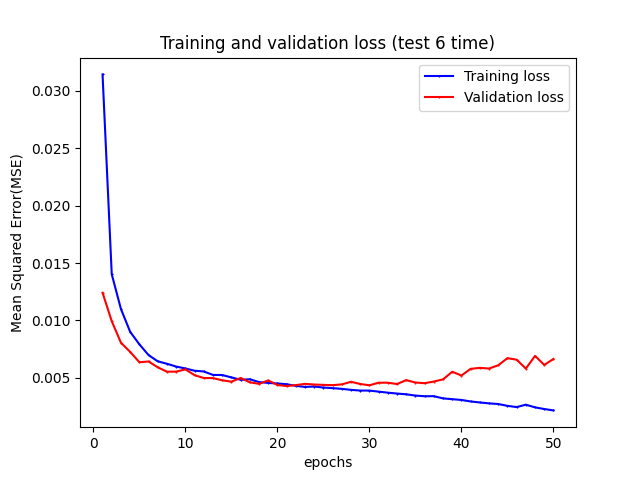 Training and validation loss (test 6 time)
Training loss
Validation loss
0.030
0.025
0.020
0.015
0.010
0.005
Mean Squared Error(MSE)
0
10
20
30
40
50
epochs